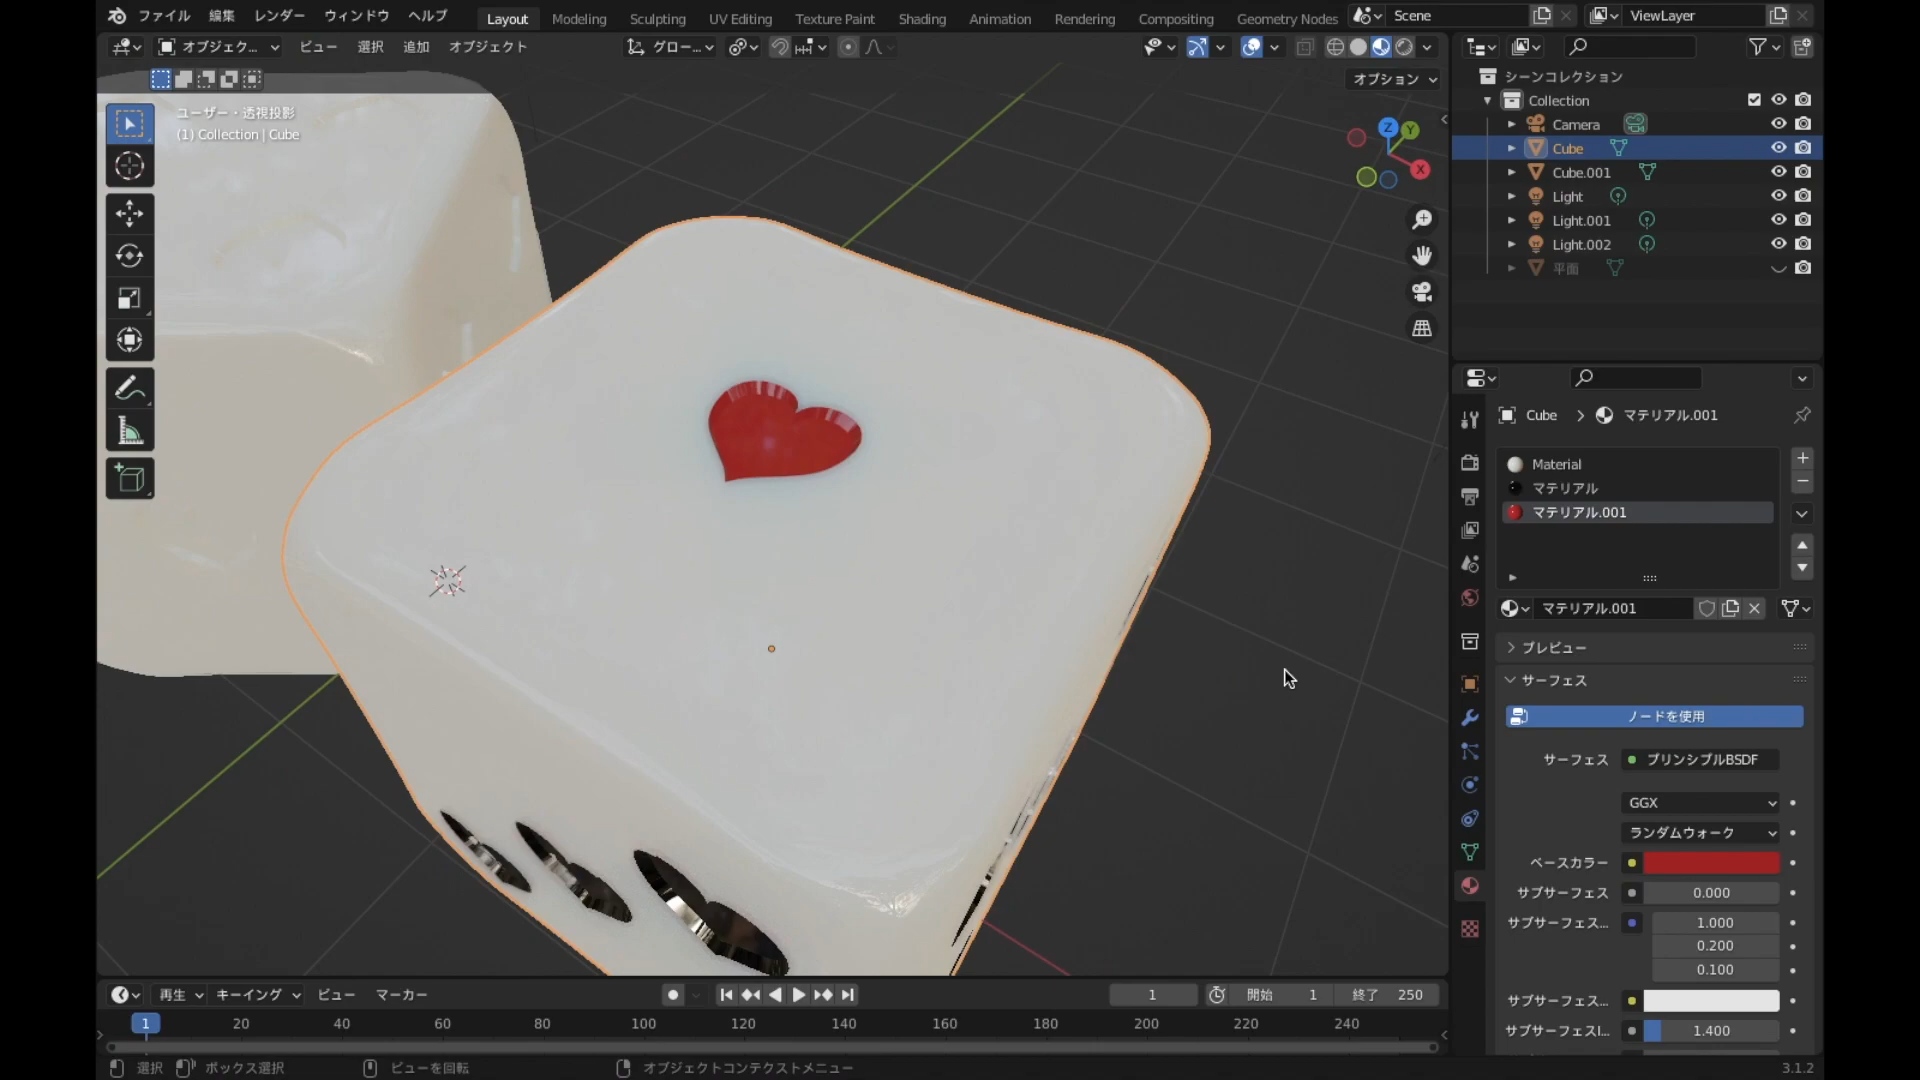 ファイル 編集 レンダー ウィンドウ ヘルプ Layout Modeling Sculpting UV Editing Texture Paint Shading Animation Rendering Compositing Geometry Nodes Scene ViewLayer
オブジェク... ビュー 選択 追加 オブジェクト グロー...
オプション
ユーザー・透視投影
(1) Collection | Cube
Z
Y
X
シーンコレクション
Collection
Camera
Cube
Cube.001
Light
Light.001
Light.002
平面
Cube > マテリアル.001
Material
マテリアル
マテリアル.001
マテリアル.001
プレビュー
サーフェス
ノードを使用
サーフェス プリンシプルBSDF
GGX
ランダムウォーク
ベースカラー
サブサーフェス 0.000
サブサーフェス... 1.000
0.200
0.100
サブサーフェス...
サブサーフェスI... 1.400
再生 キーイング ビュー マーカー 1 開始 1 終了 250
1 20 40 60 80 100 120 140 160 180 200 220 240
選択 ボックス選択 ビューを回転 オブジェクトコンテクストメニュー 3.1.2